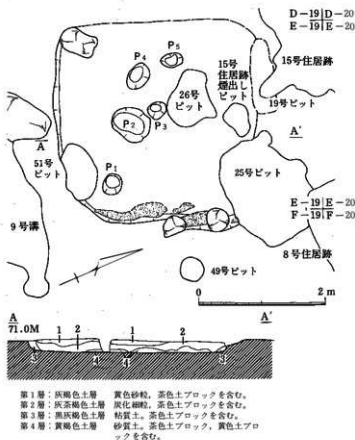 D-19 D-20
E-19 E-20
15号住居跡
19号ピット
P4
P5
15号
住居跡
煙出し
ピット
26号
ピット
P2
P3
A
A'
51号
ピット
P1
25号ピット
E-19 E-20
F-19 F-20
8号住居跡
9号溝
49号ピット
0 2 m
A A'
71.0M
1 2 1 2
3 4 4 3
第1層:灰褐色土層 黄色砂粒,茶色土ブロックを含む。
第2層:灰茶褐色土層 炭化細粒,茶色土ブロックを含む。
第3層:黒灰褐色土層 粘質土。茶色土ブロックを含む。
第4層:黄褐色土層 砂質土。茶色土ブロック,黄色土ブロ
ックを含む。